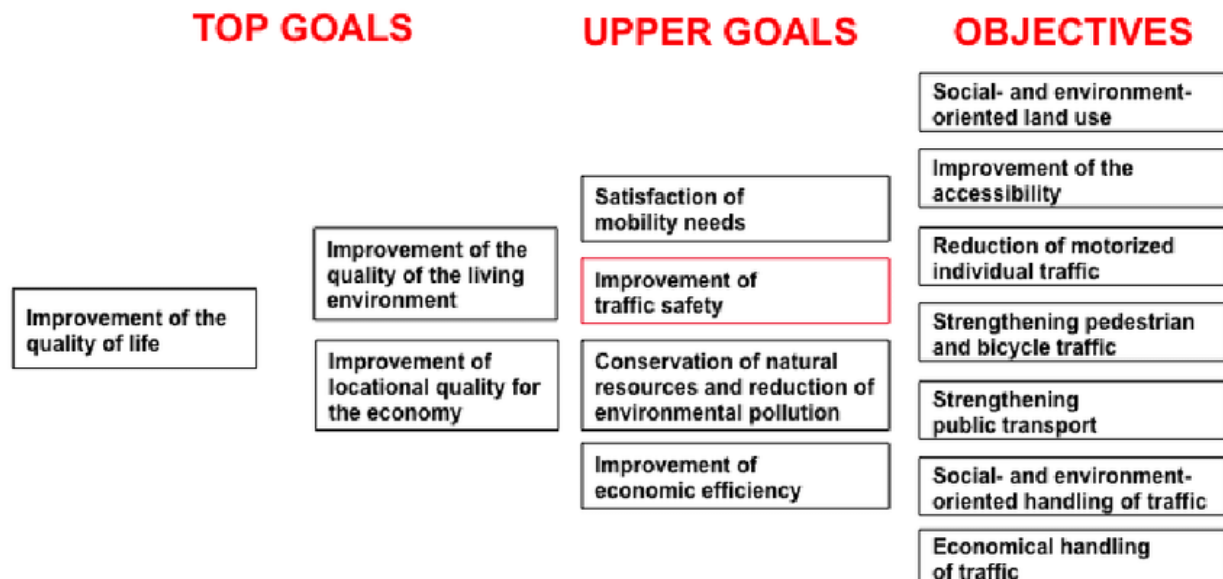 TOP GOALS
UPPER GOALS
OBJECTIVES
Improvement of the
quality of life
Improvement of the
quality of the living
environment
Improvement of
locational quality for
the economy
Satisfaction of
mobility needs
Improvement of
traffic safety
Conservation of natural
resources and reduction of
environmental pollution
Improvement of
economic efficiency
Social- and environment-
oriented land use
Improvement of the
accessibility
Reduction of motorized
individual traffic
Strengthening pedestrian
and bicycle traffic
Strengthening
public transport
Social- and environment-
oriented handling of traffic
Economical handling
of traffic